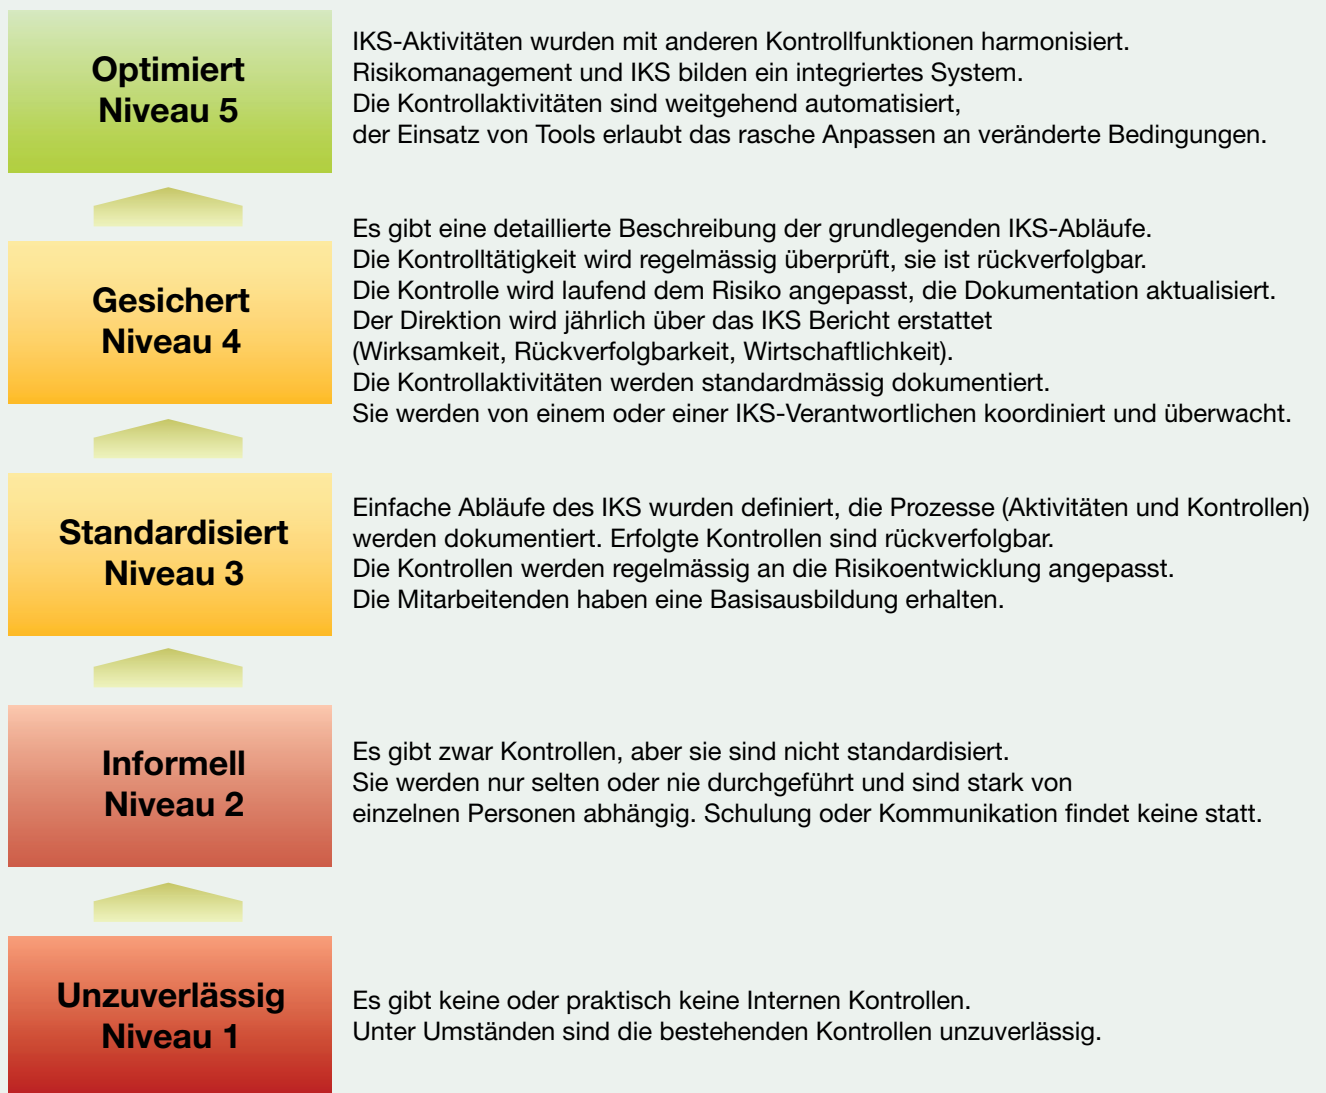 Optimiert
Niveau 5
IKS-Aktivitäten wurden mit anderen Kontrollfunktionen harmonisiert.
Risikomanagement und IKS bilden ein integriertes System.
Die Kontrollaktivitäten sind weitgehend automatisiert,
der Einsatz von Tools erlaubt das rasche Anpassen an veränderte Bedingungen.
Gesichert
Niveau 4
Es gibt eine detaillierte Beschreibung der grundlegenden IKS-Abläufe.
Die Kontrolltätigkeit wird regelmässig überprüft, sie ist rückverfolgbar.
Die Kontrolle wird laufend dem Risiko angepasst, die Dokumentation aktualisiert.
Der Direktion wird jährlich über das IKS Bericht erstattet
(Wirksamkeit, Rückverfolgbarkeit, Wirtschaftlichkeit).
Die Kontrollaktivitäten werden standardmässig dokumentiert.
Sie werden von einem oder einer IKS-Verantwortlichen koordiniert und überwacht.
Standardisiert
Niveau 3
Einfache Abläufe des IKS wurden definiert, die Prozesse (Aktivitäten und Kontrollen)
werden dokumentiert. Erfolgte Kontrollen sind rückverfolgbar.
Die Kontrollen werden regelmässig an die Risikoentwicklung angepasst.
Die Mitarbeitenden haben eine Basisausbildung erhalten.
Informell
Niveau 2
Es gibt zwar Kontrollen, aber sie sind nicht standardisiert.
Sie werden nur selten oder nie durchgeführt und sind stark von
einzelnen Personen abhängig. Schulung oder Kommunikation findet keine statt.
Unzuverlässig
Niveau 1
Es gibt keine oder praktisch keine Internen Kontrollen.
Unter Umständen sind die bestehenden Kontrollen unzuverlässig.